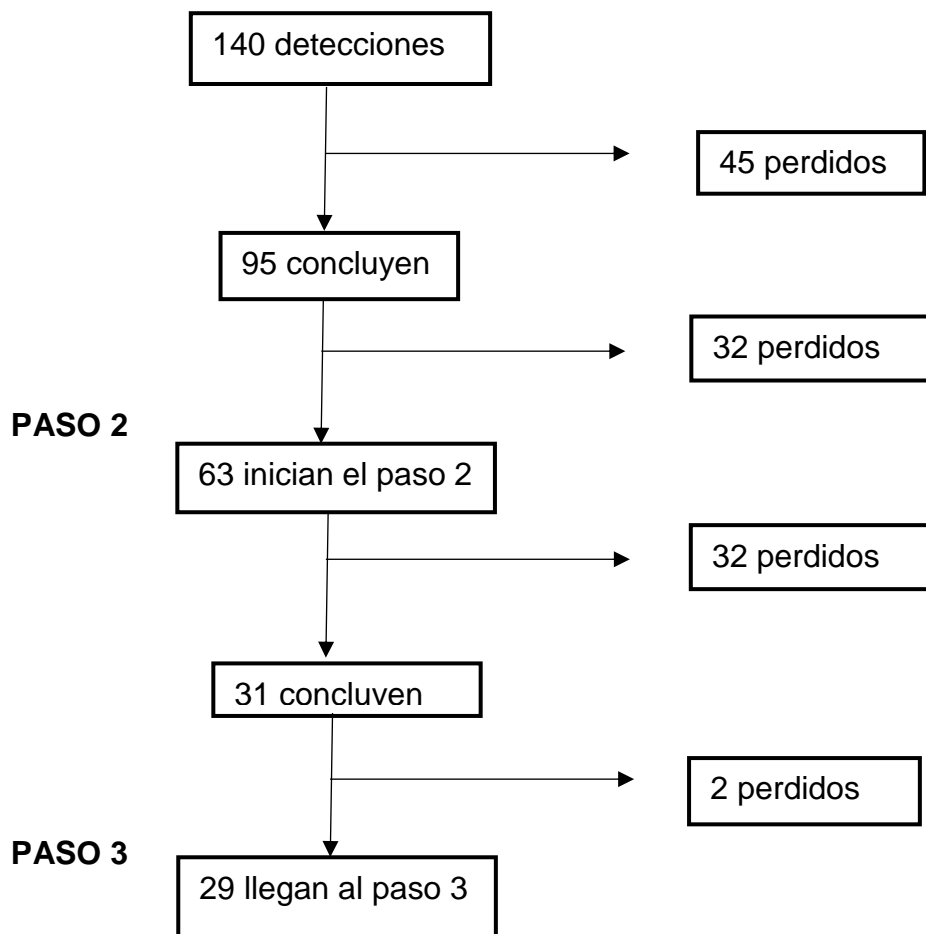 140 detecciones
45 perdidos
95 concluyen
32 perdidos
PASO 2
63 inician el paso 2
32 perdidos
31 concluyen
2 perdidos
PASO 3
29 llegan al paso 3